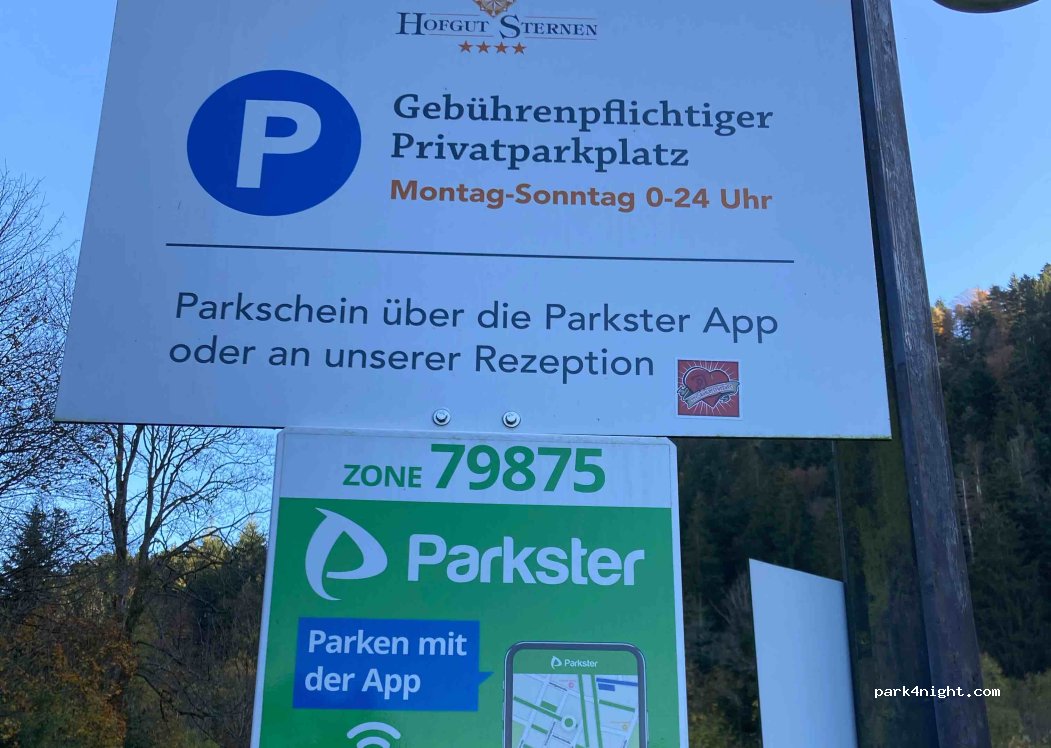 HOFGUT STERNEN
P
Gebührenpflichtiger
Privatparkplatz
Montag-Sonntag 0-24 Uhr
Parkschein über die Parkster App
oder an unserer Rezeption
ZONE 79875
Parkster
Parken mit
der App
Parkster
park4night.com